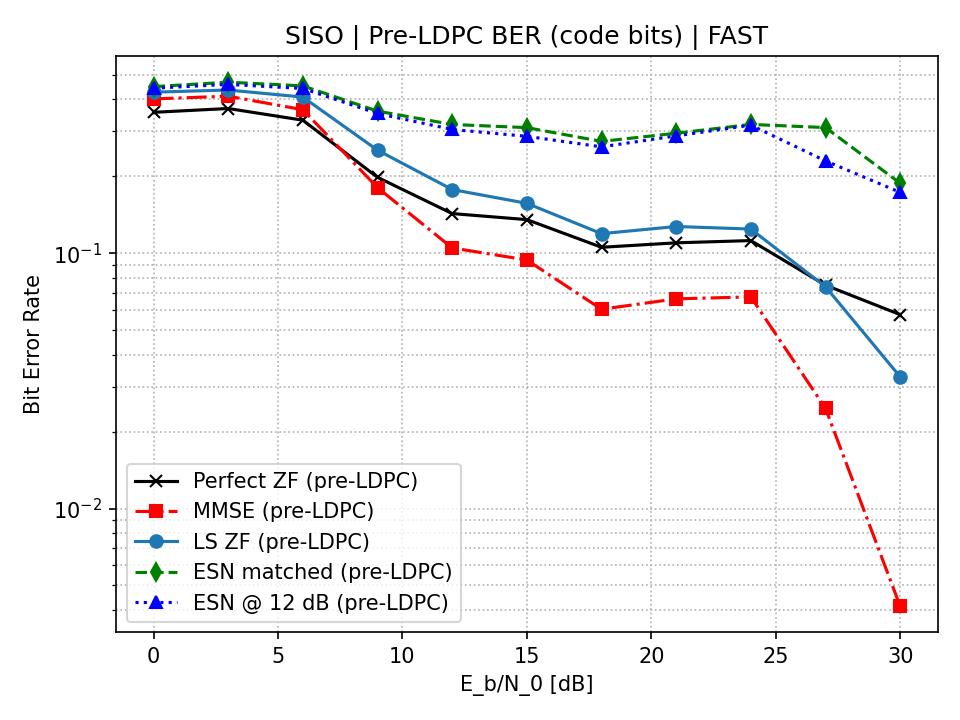 SISO | Pre-LDPC BER (code bits) | FAST
Bit Error Rate
10⁻¹
10⁻²
Perfect ZF (pre-LDPC)
MMSE (pre-LDPC)
LS ZF (pre-LDPC)
ESN matched (pre-LDPC)
ESN @ 12 dB (pre-LDPC)
0 5 10 15 20 25 30
E_b/N_0 [dB]